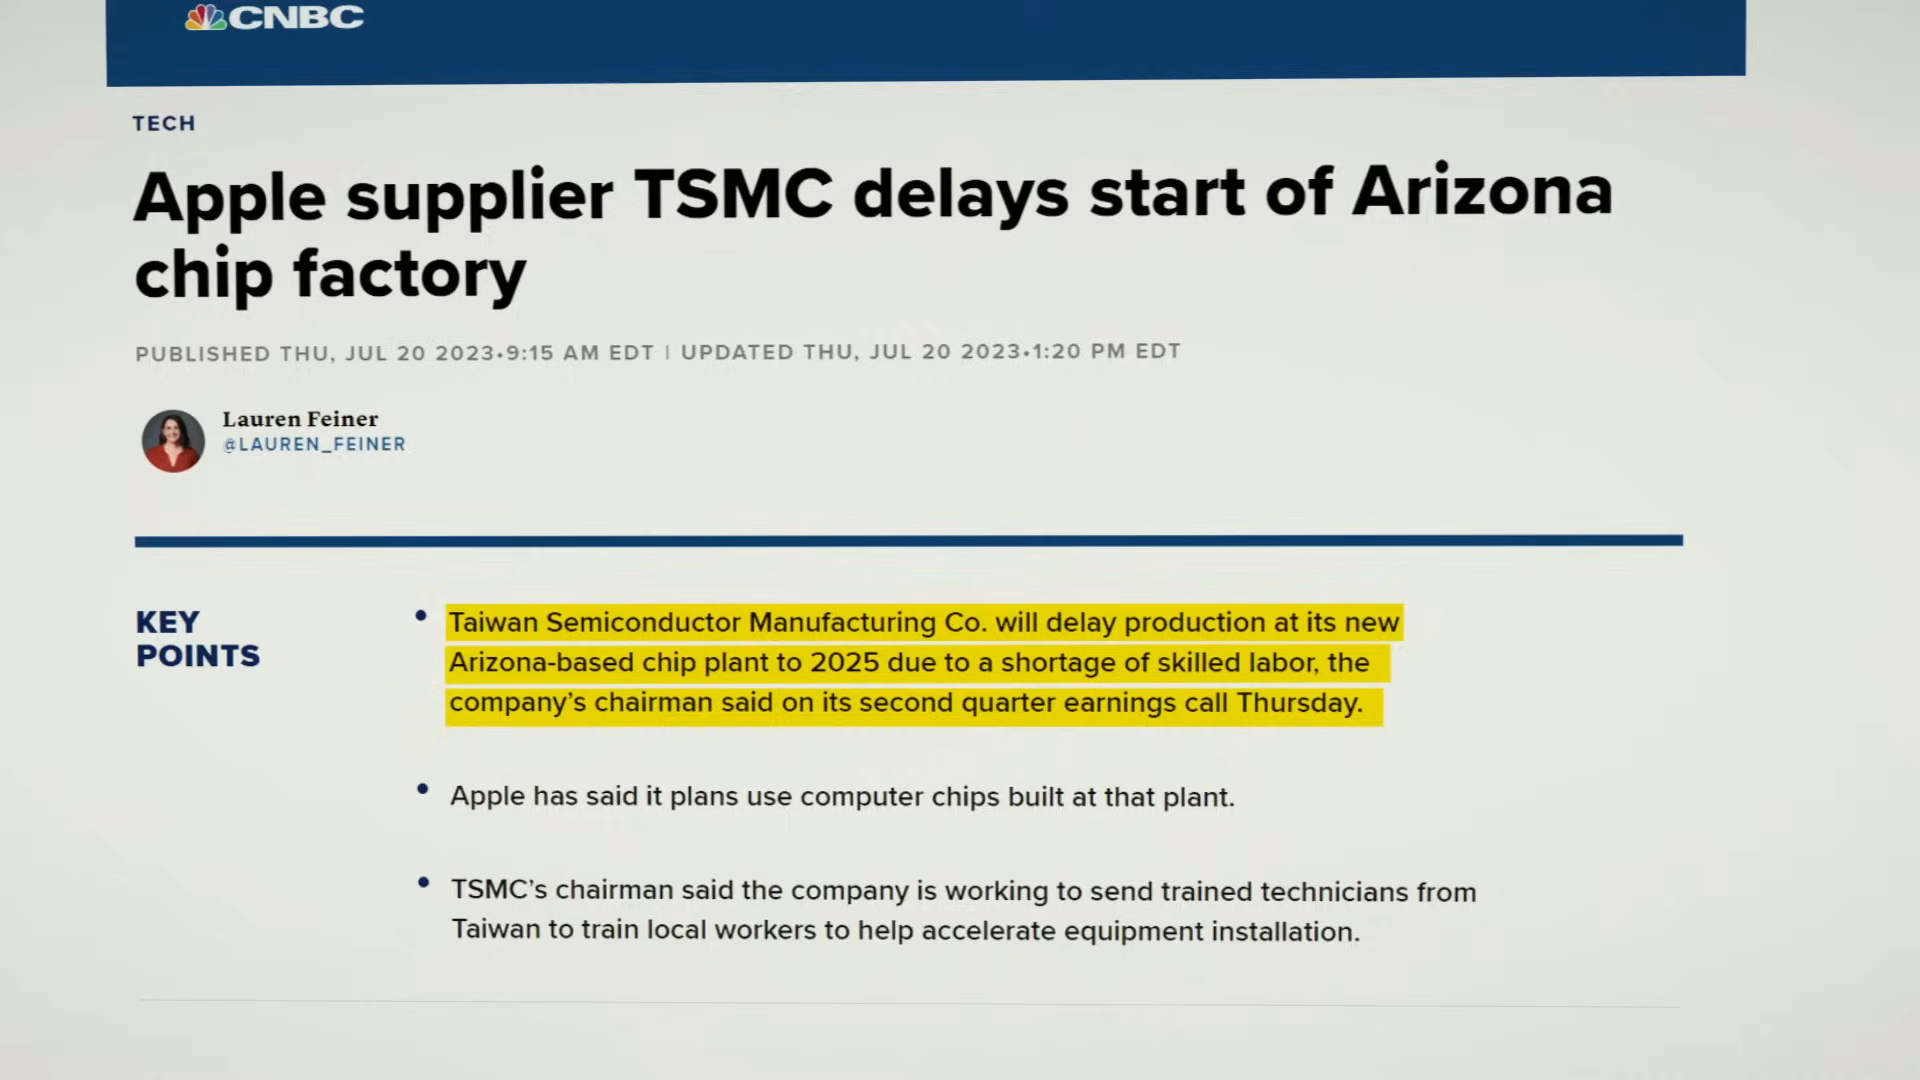 CNBC
TECH
Apple supplier TSMC delays start of Arizona
chip factory
PUBLISHED THU, JUL 20 2023•9:15 AM EDT | UPDATED THU, JUL 20 2023•1:20 PM EDT
Lauren Feiner
@LAUREN_FEINER
KEY
POINTS
• Taiwan Semiconductor Manufacturing Co. will delay production at its new
Arizona-based chip plant to 2025 due to a shortage of skilled labor, the
company’s chairman said on its second quarter earnings call Thursday.
• Apple has said it plans use computer chips built at that plant.
• TSMC’s chairman said the company is working to send trained technicians from
Taiwan to train local workers to help accelerate equipment installation.